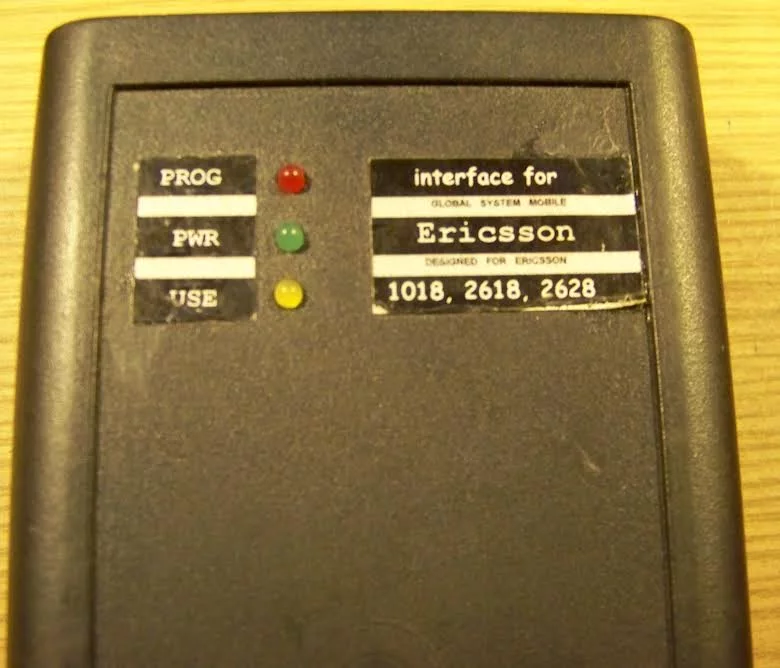 PROG
PWR
USE
interface for
GLOBAL SYSTEM MOBILE
Ericsson
DESIGNED FOR ERICSSON
1018, 2618, 2628